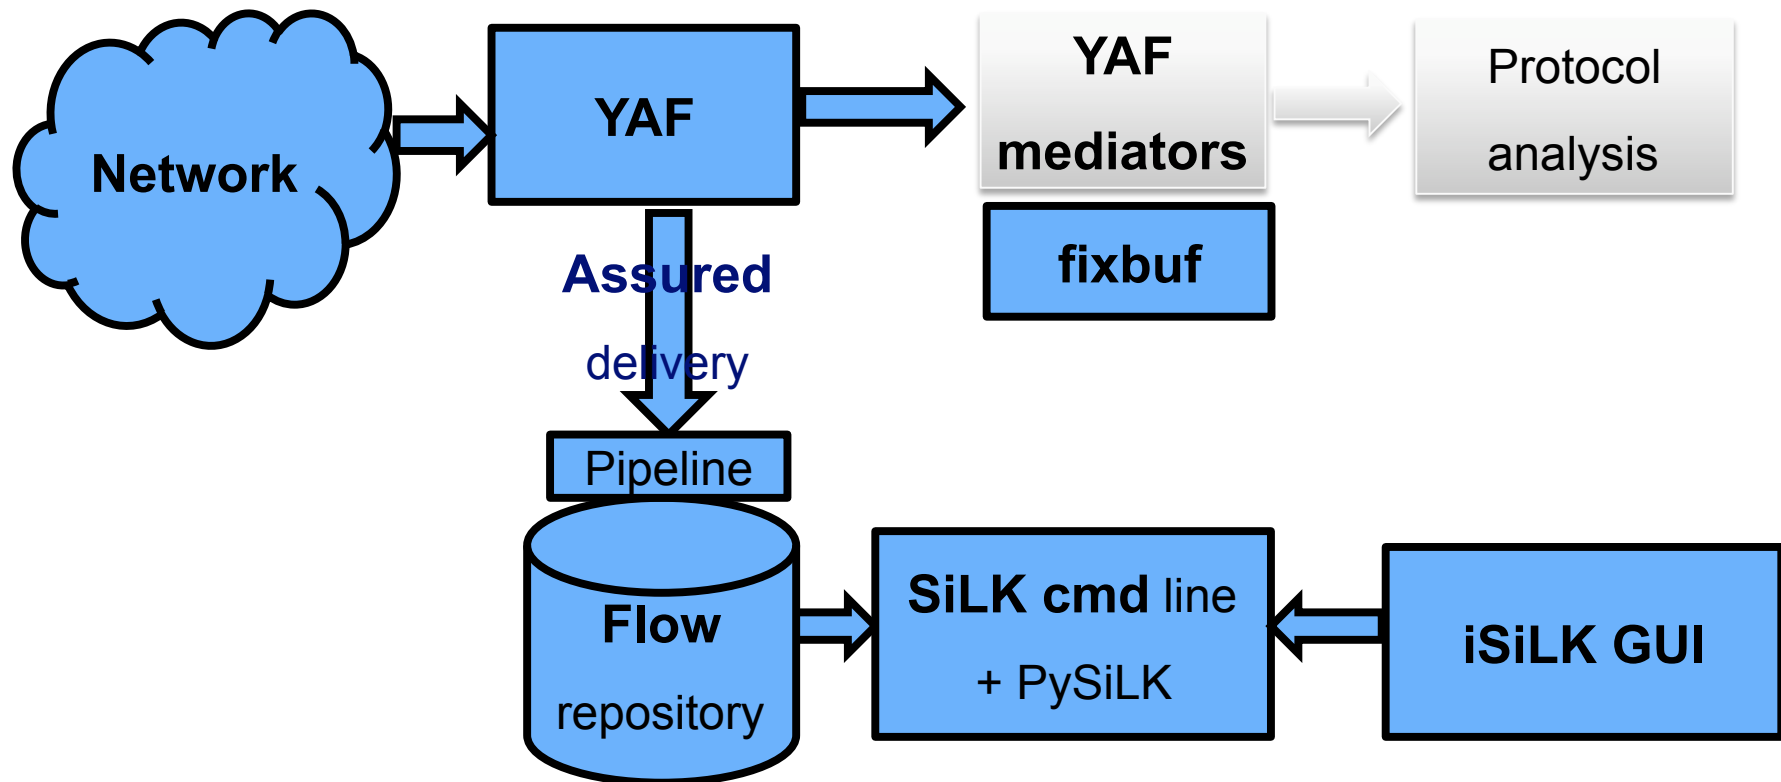 Network
YAF
YAF
mediators
Protocol
analysis
fixbuf
Assured
delivery
Pipeline
Flow
repository
SiLK cmd line
+ PySiLK
iSiLK GUI